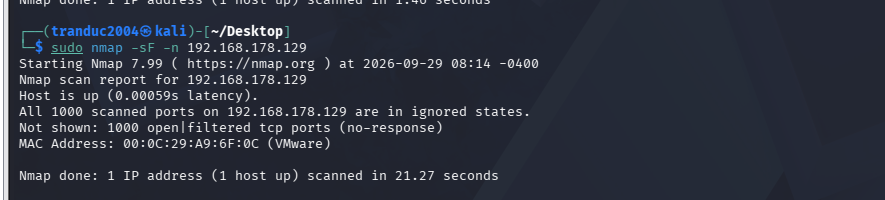 Nmap done: 1 IP address (1 host up) scanned in 1.46 seconds
┌──(tranduc2004㉿kali)-[~/Desktop]
└─$ sudo nmap -sF -n 192.168.178.129
Starting Nmap 7.99 ( https://nmap.org ) at 2026-09-29 08:14 -0400
Nmap scan report for 192.168.178.129
Host is up (0.00059s latency).
All 1000 scanned ports on 192.168.178.129 are in ignored states.
Not shown: 1000 open|filtered tcp ports (no-response)
MAC Address: 00:0C:29:A9:6F:0C (VMware)
Nmap done: 1 IP address (1 host up) scanned in 21.27 seconds